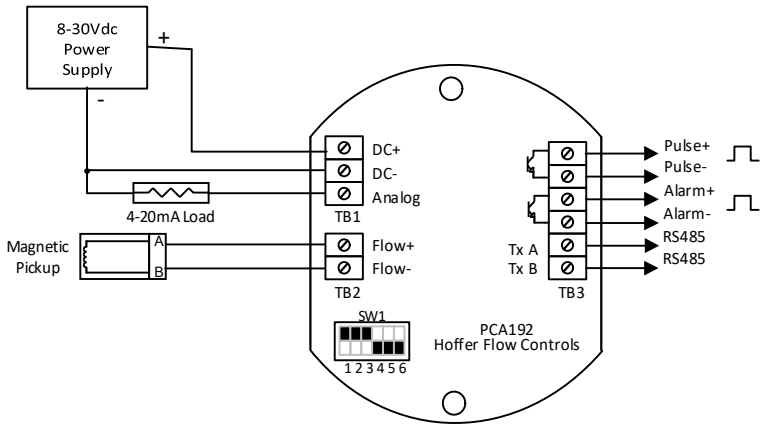 8-30Vdc
Power
Supply
+
-
4-20mA Load
Magnetic
Pickup
A
B
DC+
DC-
Analog
TB1
Flow+
Flow-
TB2
SW1
1 2 3 4 5 6
PCA192
Hoffer Flow Controls
Tx A
Tx B
TB3
Pulse+
Pulse-
Alarm+
Alarm-
RS485
RS485